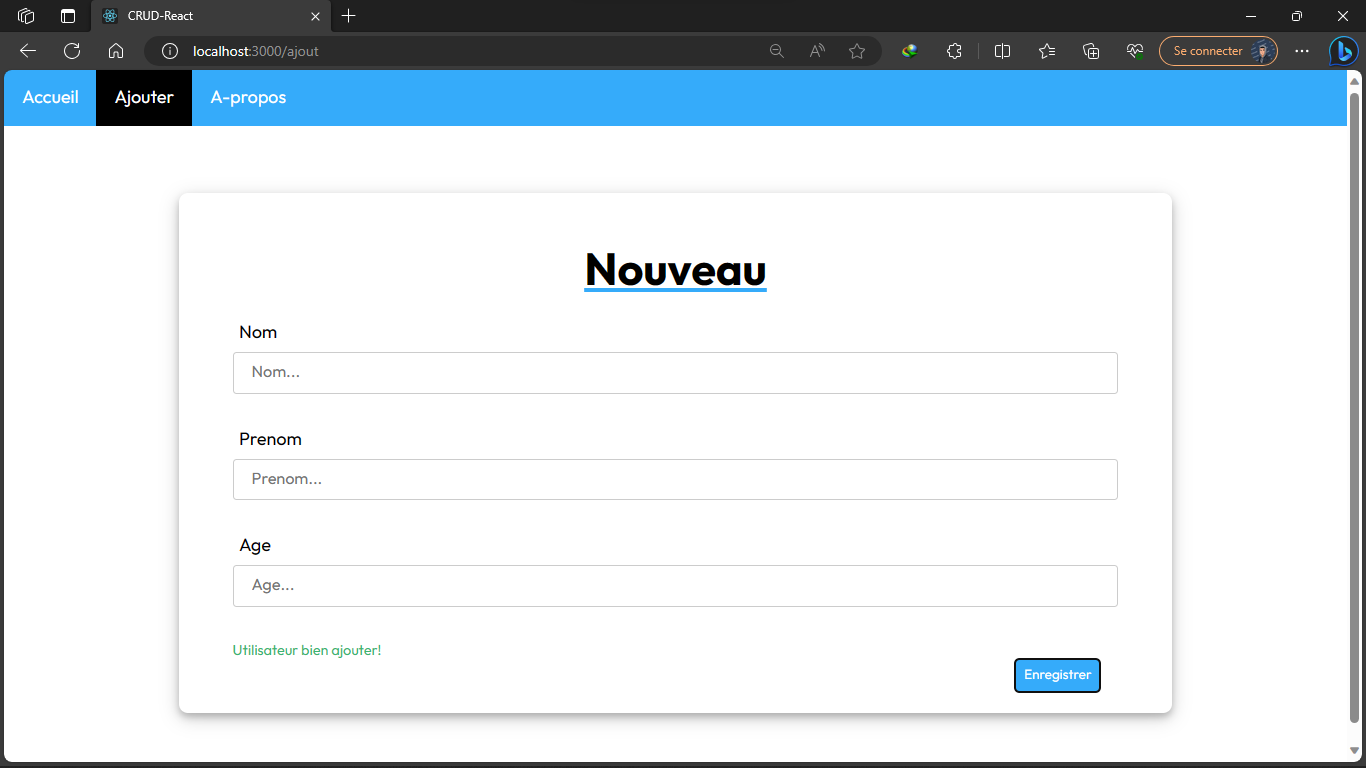 CRUD-React
localhost:3000/ajout
Se connecter
Accueil Ajouter A-propos
Nouveau
Nom
Nom...
Prenom
Prenom...
Age
Age...
Utilisateur bien ajouter!
Enregistrer